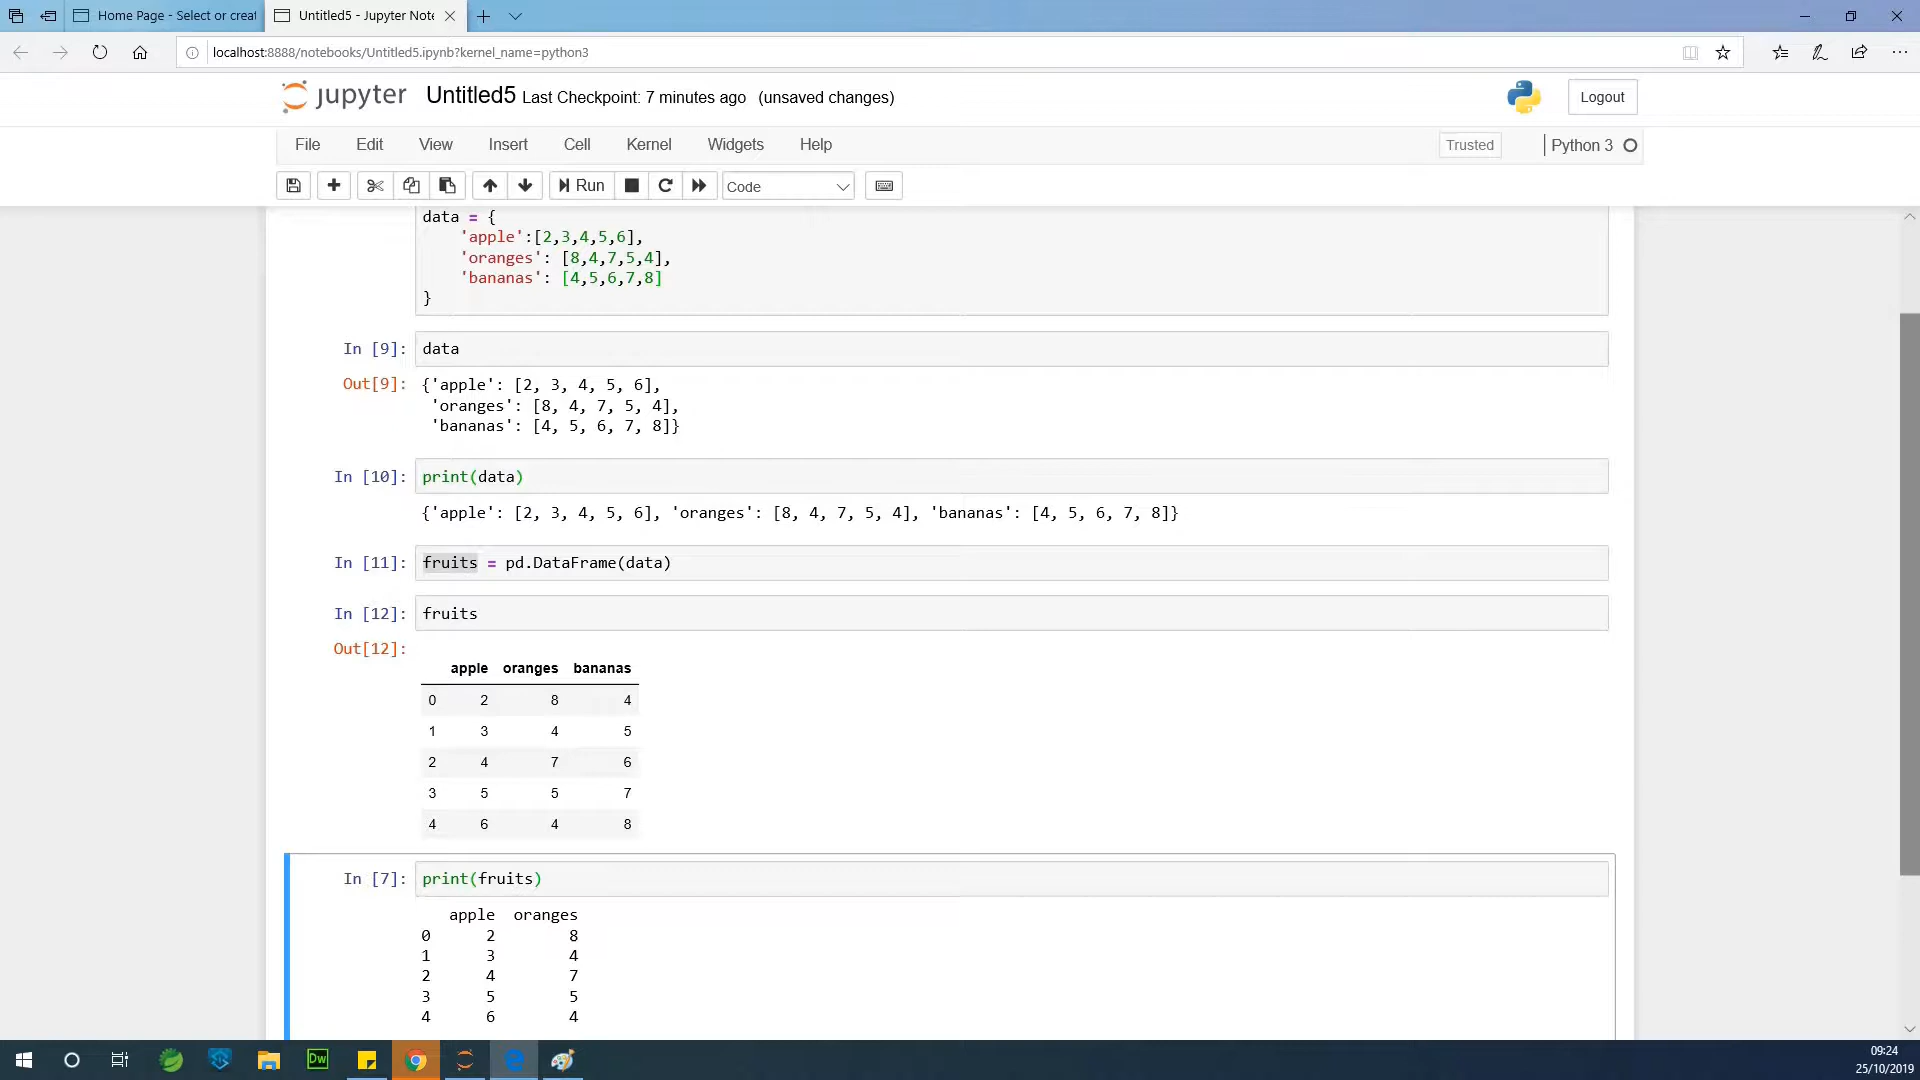 Home Page - Select or creat
Untitled5 - Jupyter Note
localhost:8888/notebooks/Untitled5.ipynb?kernel_name=python3
jupyter Untitled5 Last Checkpoint: 7 minutes ago (unsaved changes)
Logout
File Edit View Insert Cell Kernel Widgets Help
Trusted
Python 3
Run
Code
data = {
'apple':[2,3,4,5,6],
'oranges': [8,4,7,5,4],
'bananas': [4,5,6,7,8]
}
In [9]: data
Out[9]: {'apple': [2, 3, 4, 5, 6],
'oranges': [8, 4, 7, 5, 4],
'bananas': [4, 5, 6, 7, 8]}
In [10]: print(data)
{'apple': [2, 3, 4, 5, 6], 'oranges': [8, 4, 7, 5, 4], 'bananas': [4, 5, 6, 7, 8]}
In [11]: fruits = pd.DataFrame(data)
In [12]: fruits
Out[12]:
apple oranges bananas
0 2 8 4
1 3 4 5
2 4 7 6
3 5 5 7
4 6 4 8
In [7]: print(fruits)
apple oranges
0 2 8
1 3 4
2 4 7
3 5 5
4 6 4
Dw
09:24
25/10/2019